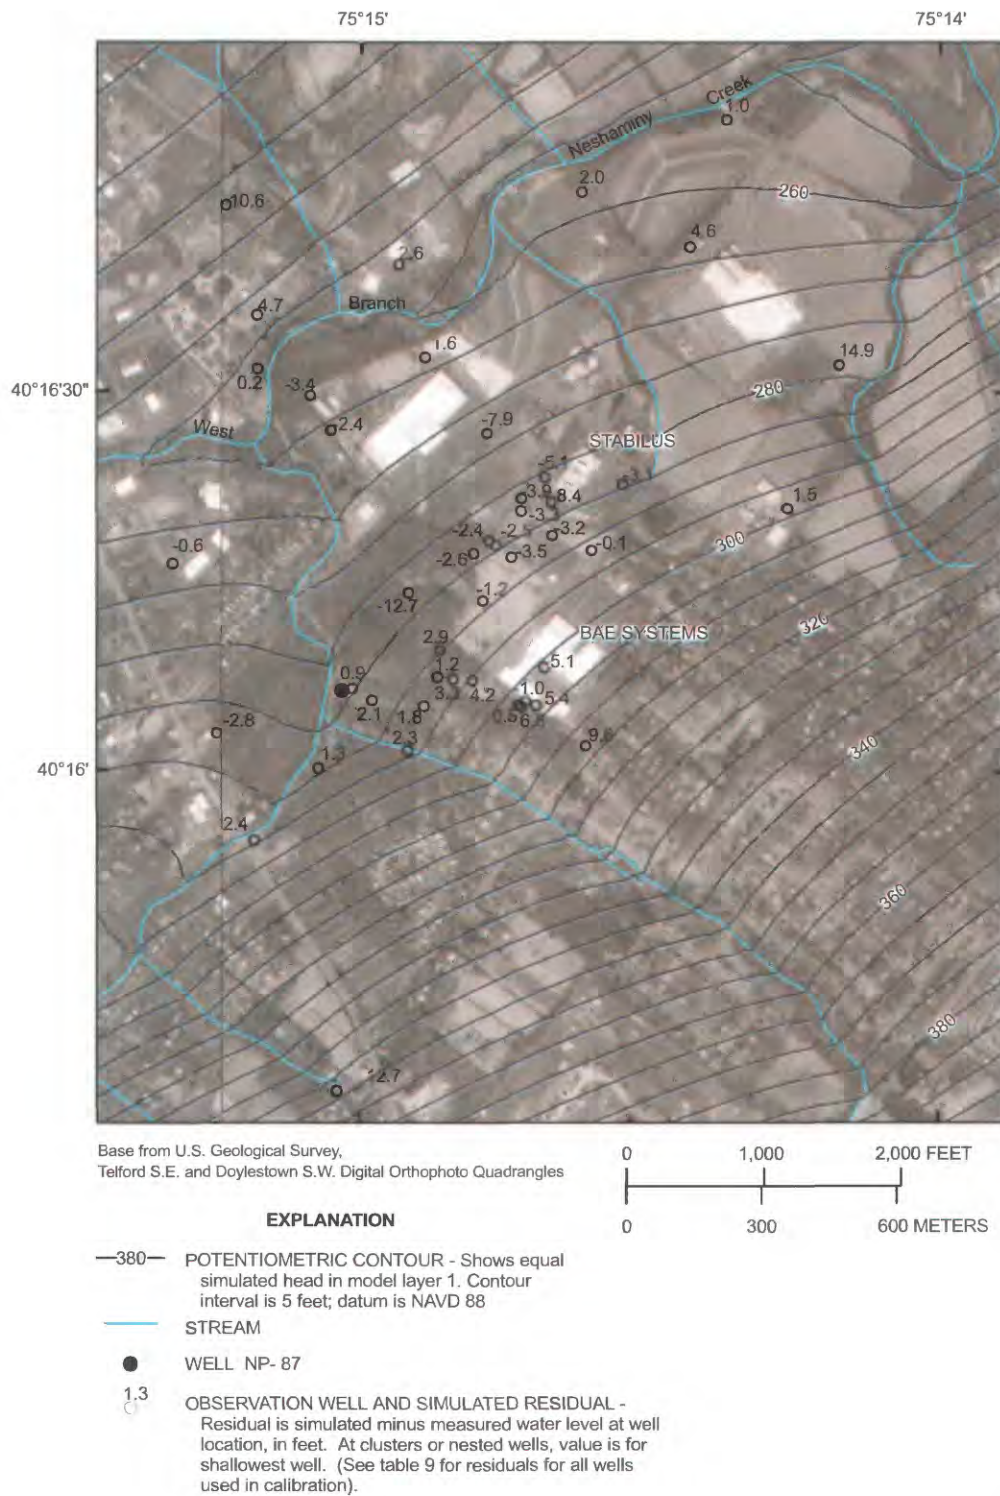 75°15'
75°14'
Creek
1.0
Neshaminy
2.0
260
10.6
4.6
2.6
Branch
4.7
1.6
14.9
0.2
40°16'30"
-3.4
280
West
2.4
-7.9
STABILUS
-5.1
8.4
1.5
-3.2
-2.4
-0.6
-2.6
-3.5
-0.1
300
-1.2
-12.7
320
2.9
BAE SYSTEMS
5.1
1.2
0.9
4.2
1.0
5.4
2.1
1.8
0.5
-2.8
2.3
9.6
340
40°16'
1.3
2.4
360
380
Base from U.S. Geological Survey,
Telford S.E. and Doylestown S.W. Digital Orthophoto Quadrangles
0 1,000 2,000 FEET
0 300 600 METERS
EXPLANATION
380 POTENTIOMETRIC CONTOUR - Shows equal
simulated head in model layer 1. Contour
interval is 5 feet; datum is NAVD 88
STREAM
WELL NP-87
1.3 OBSERVATION WELL AND SIMULATED RESIDUAL -
Residual is simulated minus measured water level at well
location, in feet. At clusters or nested wells, value is for
shallowest well. (See table 9 for residuals for all wells
used in calibration).